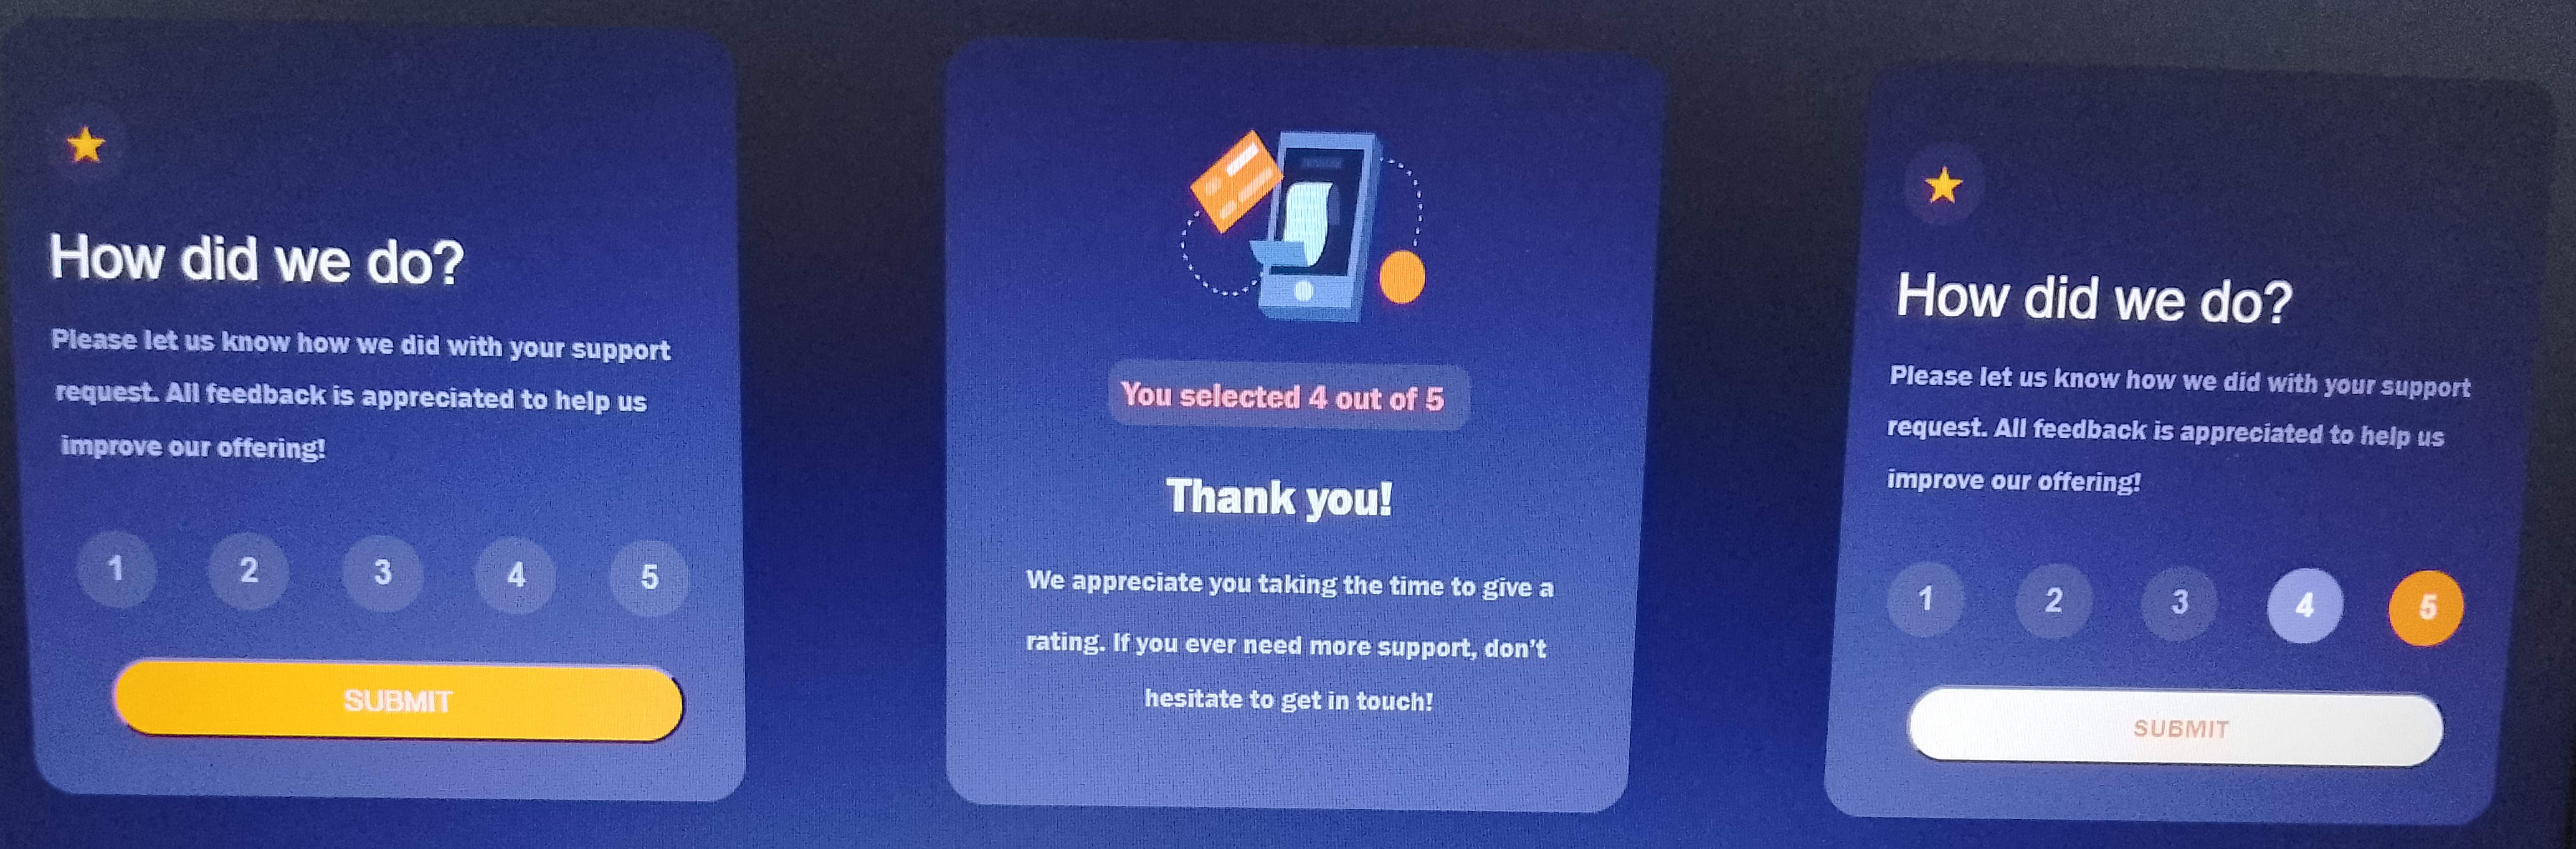 How did we do?
Please let us know how we did with your support
request. All feedback is appreciated to help us
improve our offering!
1 2 3 4 5
SUBMIT
You selected 4 out of 5
Thank you!
We appreciate you taking the time to give a
rating. If you ever need more support, don't
hesitate to get in touch!
How did we do?
Please let us know how we did with your support
request. All feedback is appreciated to help us
improve our offering!
1 2 3 4 5
SUBMIT